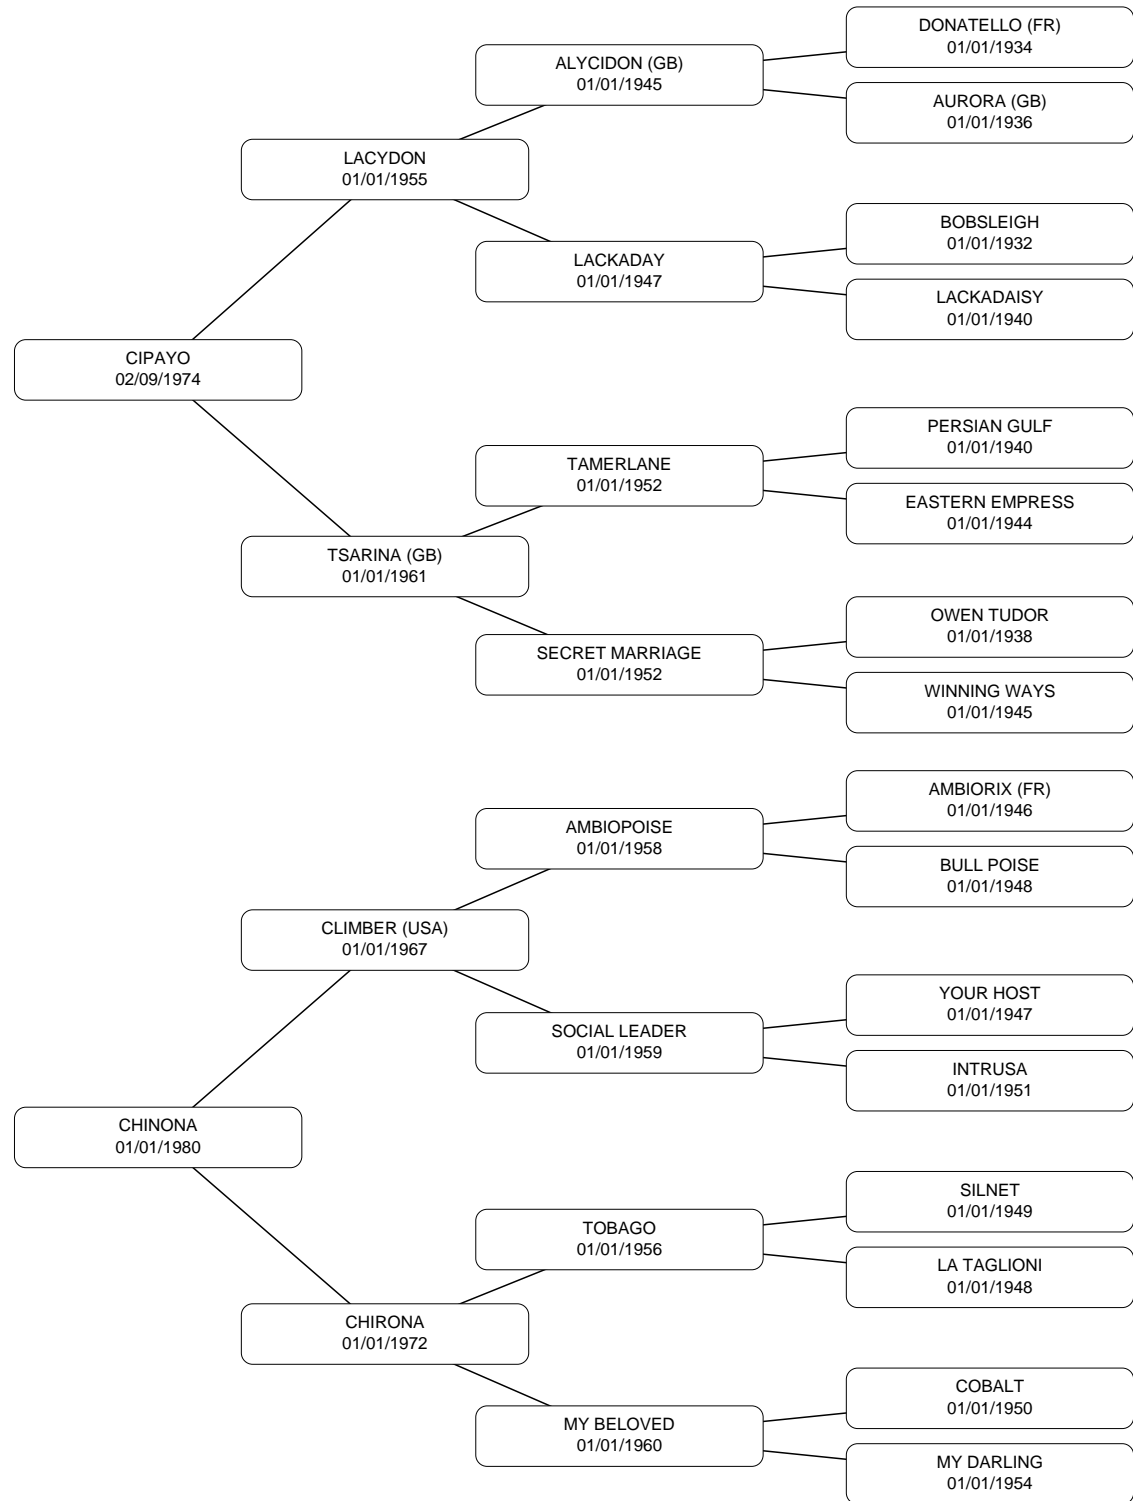 DONATELLO (FR)
01/01/1934
ALYCIDON (GB)
01/01/1945
AURORA (GB)
01/01/1936
LACYDON
01/01/1955
BOBSLEIGH
01/01/1932
LACKADAY
01/01/1947
LACKADAISY
01/01/1940
CIPAYO
02/09/1974
PERSIAN GULF
01/01/1940
TAMERLANE
01/01/1952
EASTERN EMPRESS
01/01/1944
TSARINA (GB)
01/01/1961
OWEN TUDOR
01/01/1938
SECRET MARRIAGE
01/01/1952
WINNING WAYS
01/01/1945
AMBIORIX (FR)
01/01/1946
AMBIOPOISE
01/01/1958
BULL POISE
01/01/1948
CLIMBER (USA)
01/01/1967
YOUR HOST
01/01/1947
SOCIAL LEADER
01/01/1959
INTRUSA
01/01/1951
CHINONA
01/01/1980
SILNET
01/01/1949
TOBAGO
01/01/1956
LA TAGLIONI
01/01/1948
CHIRONA
01/01/1972
COBALT
01/01/1950
MY BELOVED
01/01/1960
MY DARLING
01/01/1954